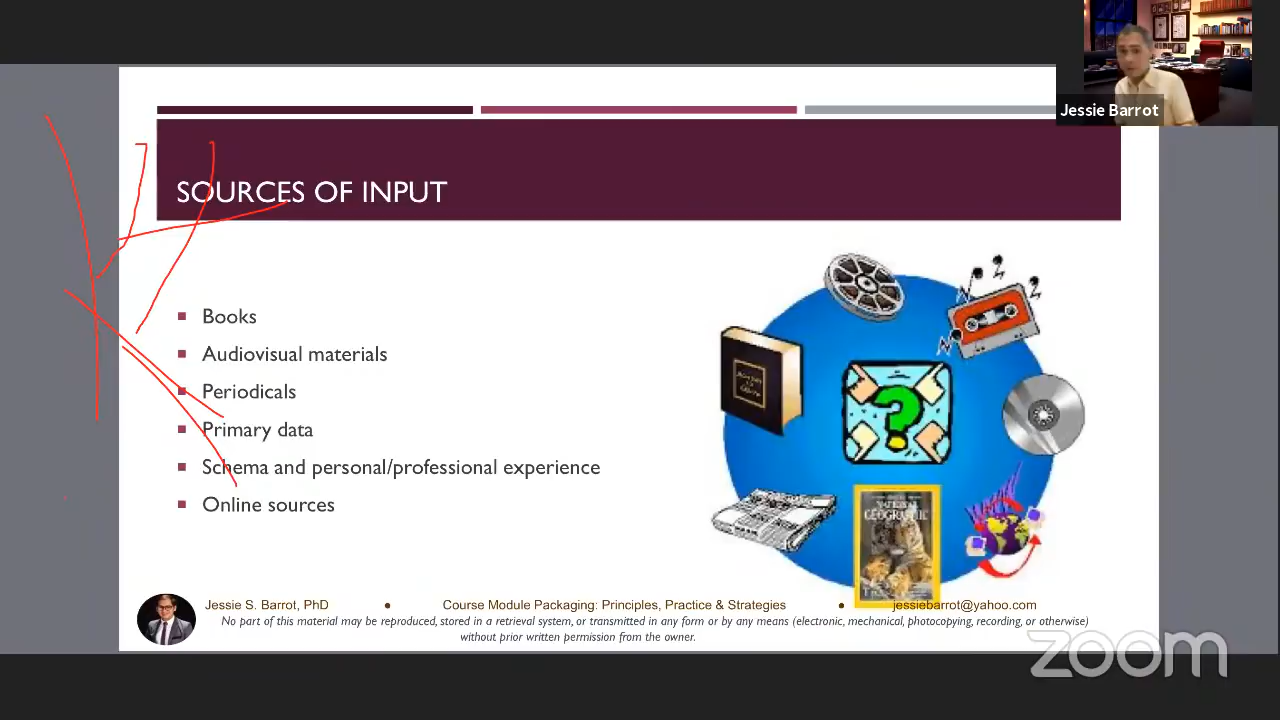 Jessie Barrot
SOURCES OF INPUT
Books
Audiovisual materials
Periodicals
Primary data
Schema and personal/professional experience
Online sources
NATIONAL
GEOGRAPHIC
Jessie S. Barrot, PhD • Course Module Packaging: Principles, Practice & Strategies • jessiebarrot@yahoo.com
No part of this material may be reproduced, stored in a retrieval system, or transmitted in any form or by any means (electronic, mechanical, photocopying, recording, or otherwise)
without prior written permission from the owner.
zoom